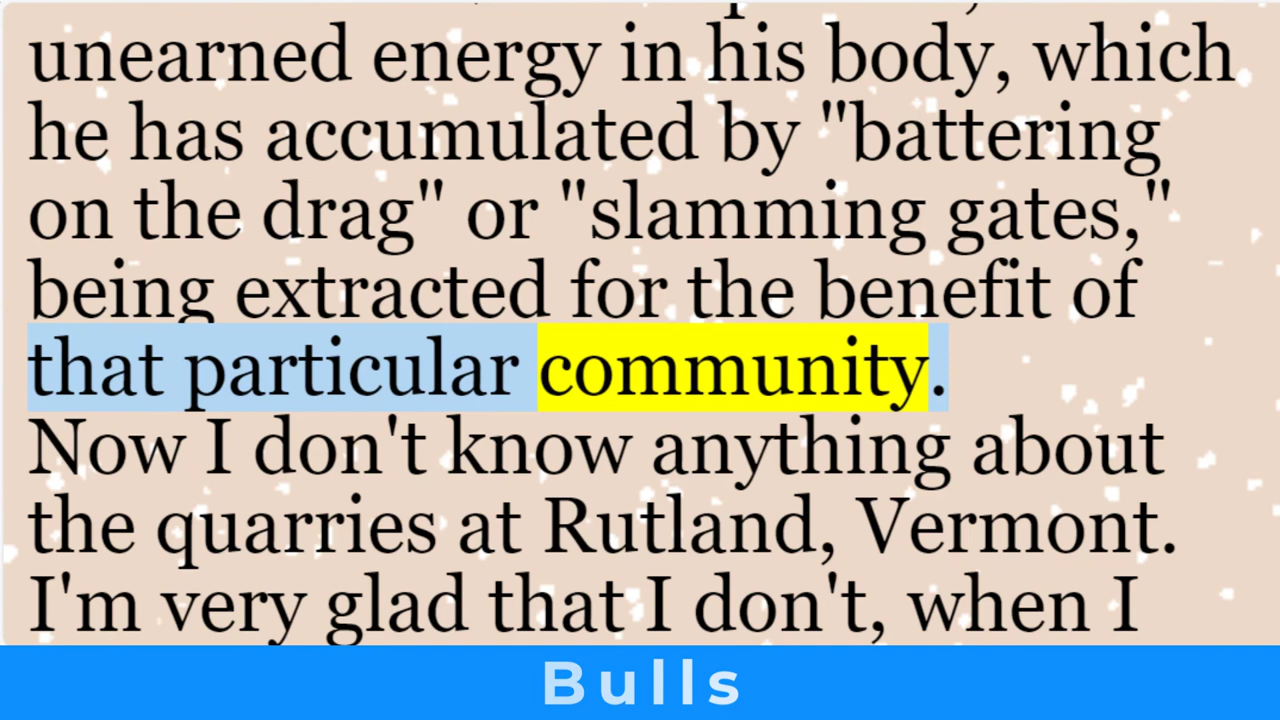 unearned energy in his body, which
he has accumulated by "battering
on the drag" or "slamming gates,"
being extracted for the benefit of
that particular community.
Now I don't know anything about
the quarries at Rutland, Vermont.
I'm very glad that I don't, when I
Bulls